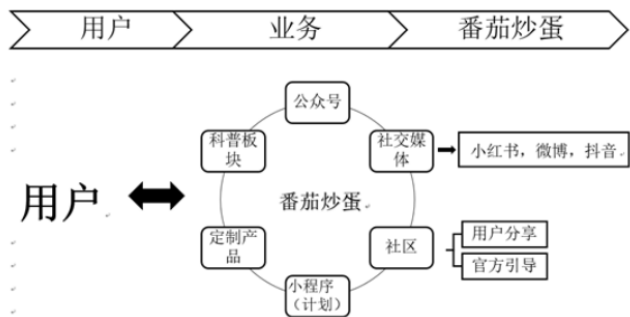 用户
业务
番茄炒蛋
公众号
科普板
块
社交媒
体
小红书，微博，抖音
用户
番茄炒蛋
定制产
品
社区
用户分享
官方引导
小程序
（计划）